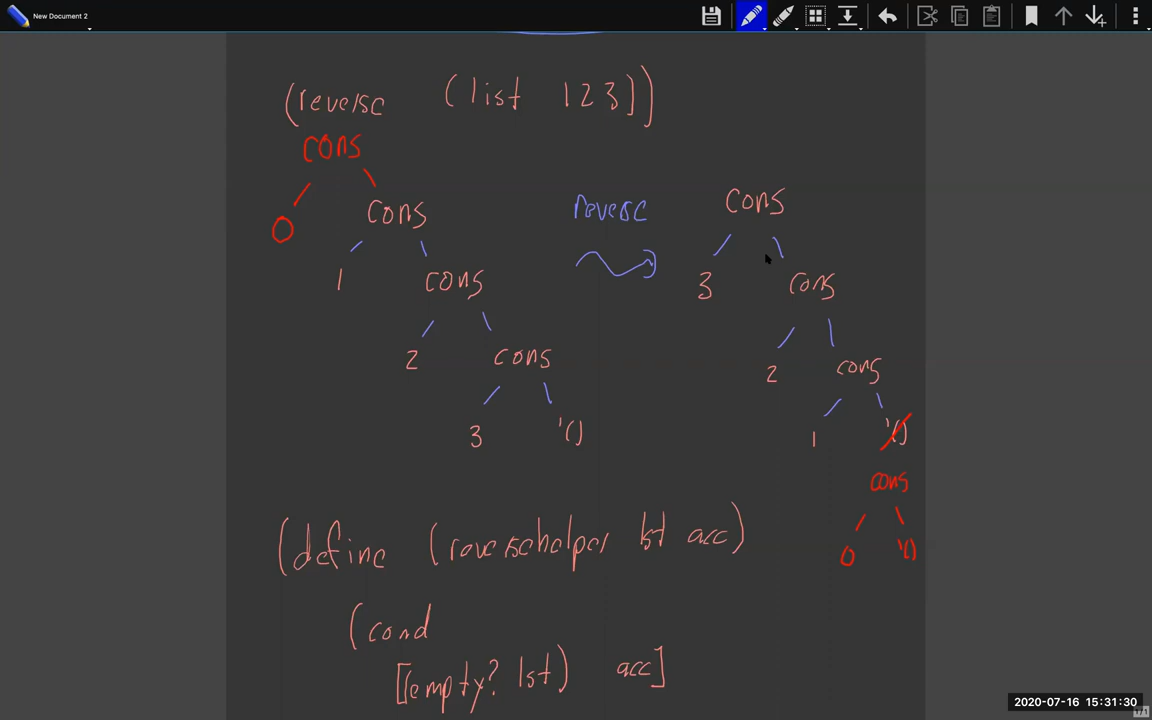 New Document 2
(reverse (list 1 2 3))
cons
cons reverse cons
0
1 cons 3 cons
2 cons 2 cons
3 '() 1 '()
cons
0 '()
(define (reversehelper lst acc)
(cond
[(empty? lst) acc]
2020-07-16 15:31:30